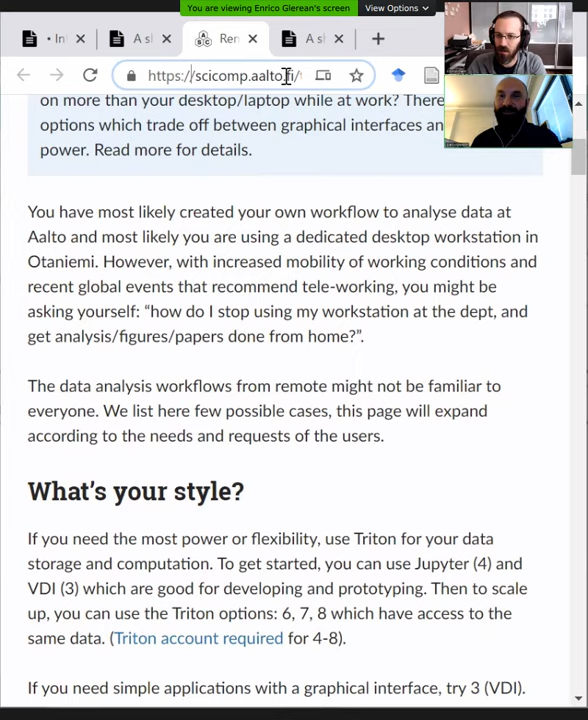 You are viewing Enrico Glerean's screen
View Options
In
A sl
Rem
A sl
https://scicomp.aalto.fi/
on more than your desktop/laptop while at work? There
options which trade off between graphical interfaces an
power. Read more for details.
You have most likely created your own workflow to analyse data at
Aalto and most likely you are using a dedicated desktop workstation in
Otaniemi. However, with increased mobility of working conditions and
recent global events that recommend tele-working, you might be
asking yourself: “how do I stop using my workstation at the dept, and
get analysis/figures/papers done from home?”.
The data analysis workflows from remote might not be familiar to
everyone. We list here few possible cases, this page will expand
according to the needs and requests of the users.
What’s your style?
If you need the most power or flexibility, use Triton for your data
storage and computation. To get started, you can use Jupyter (4) and
VDI (3) which are good for developing and prototyping. Then to scale
up, you can use the Triton options: 6, 7, 8 which have access to the
same data. (Triton account required for 4-8).
If you need simple applications with a graphical interface, try 3 (VDI).